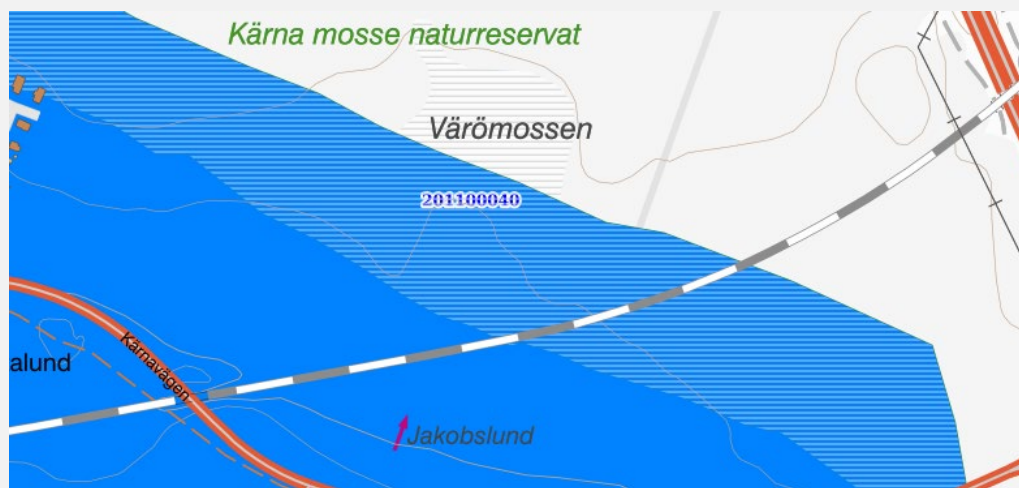 Kärna mosse naturreservat
Värömossen
201100040
Kärnavägen
alund
Jakobslund